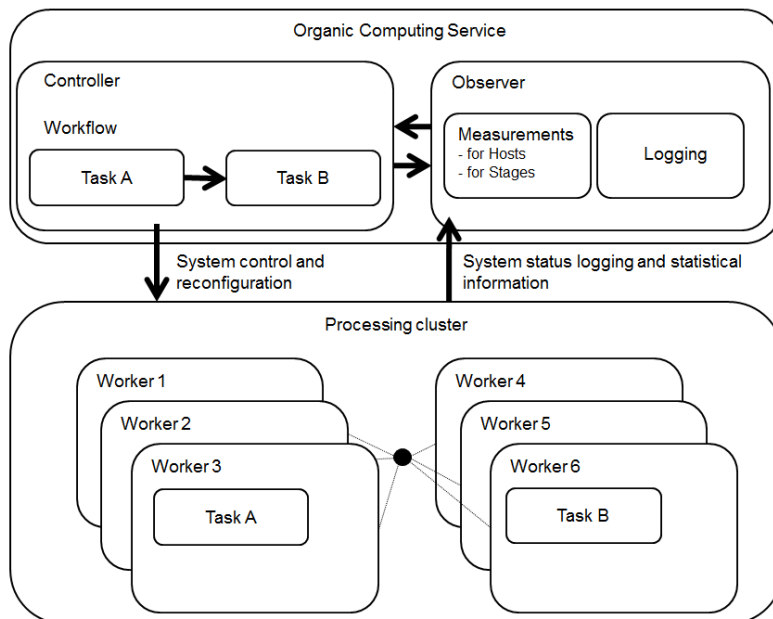 Organic Computing Service
Controller
Observer
Workflow
Task A
Task B
Measurements
- for Hosts
- for Stages
Logging
System control and
reconfiguration
System status logging and statistical
information
Processing cluster
Worker 1
Worker 2
Worker 3
Task A
Worker 4
Worker 5
Worker 6
Task B